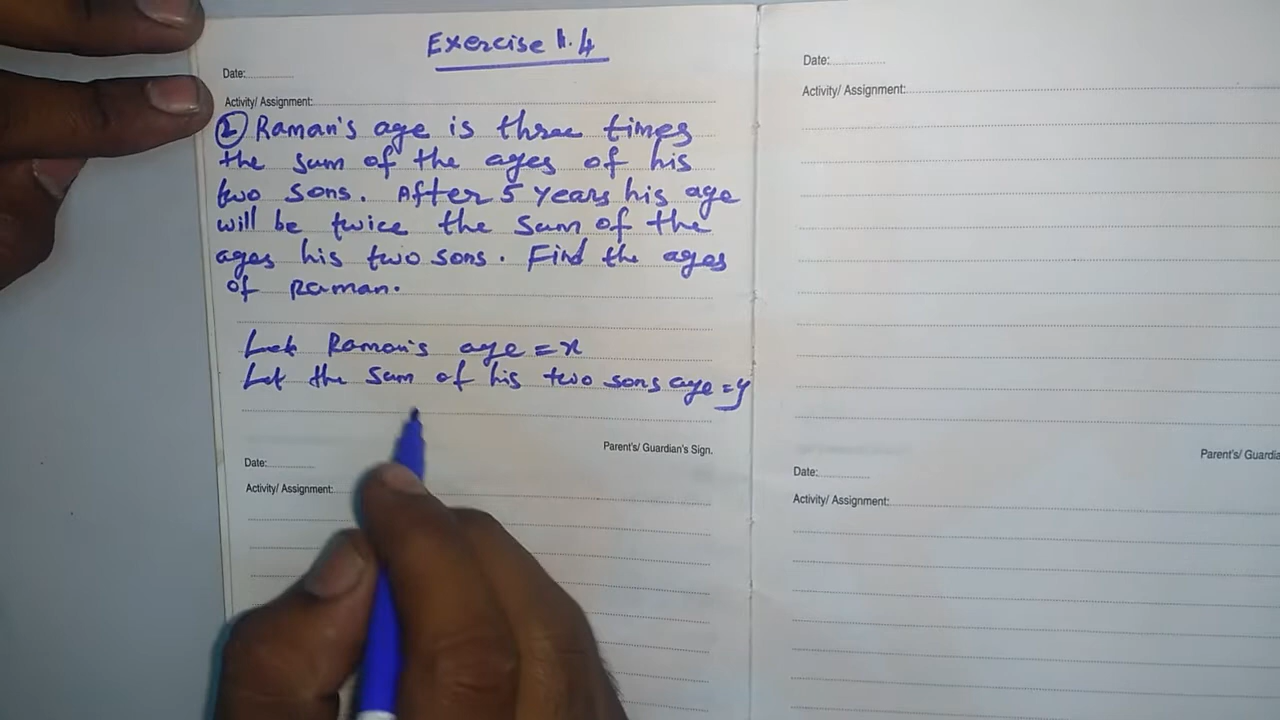 Exercise 11.4
Date:............
Activity/ Assignment:
② Raman's age is three times
the sum of the ages of his
two sons. After 5 years his age
will be twice the sum of the
ages his two sons. Find the ages
of Raman.
Let Raman's age = x
Let the sum of his two sons age = y
Parent's/ Guardian's Sign.
Date:............
Activity/ Assignment:
Date:............
Activity/ Assignment:
Parent's/ Guardia
Date:............
Activity/ Assignment: